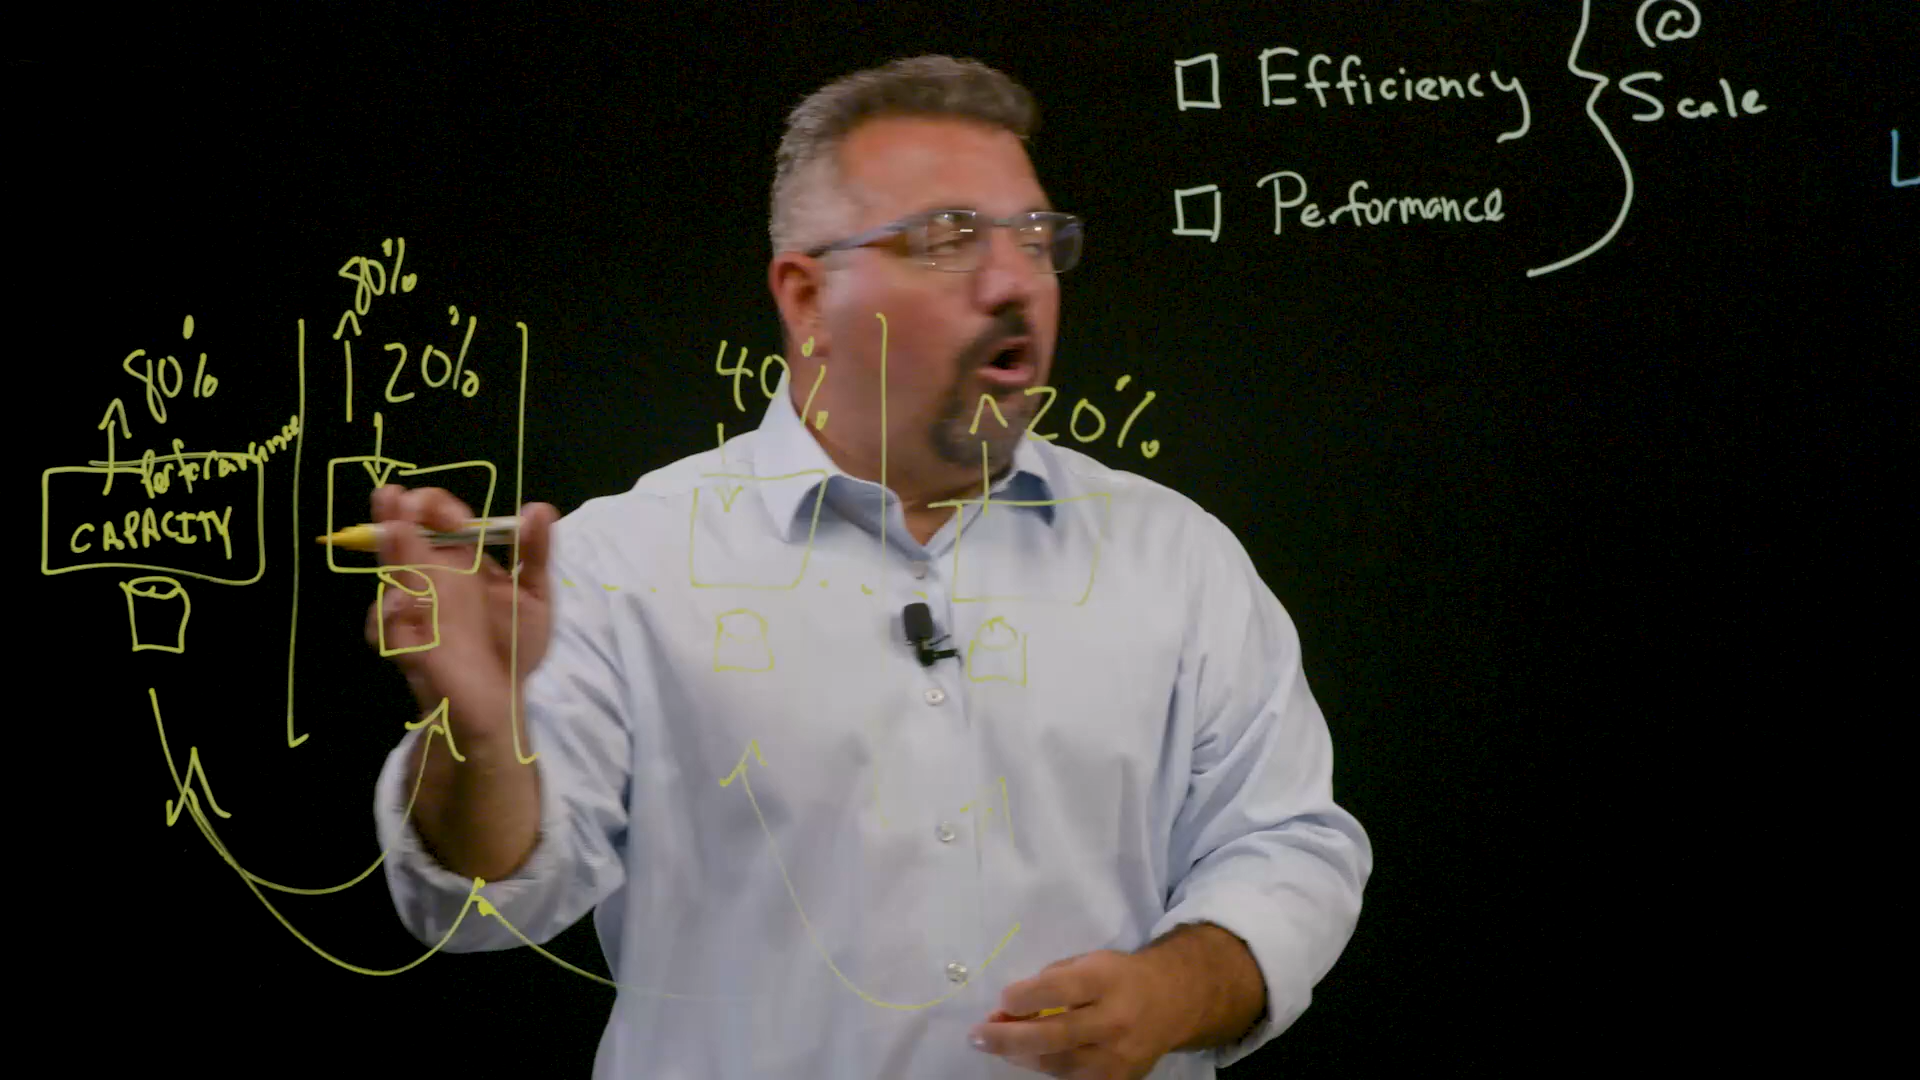 @
Efficiency
Scale
Performance
80%
80%
20%
40%
20%
Performance
CAPACITY